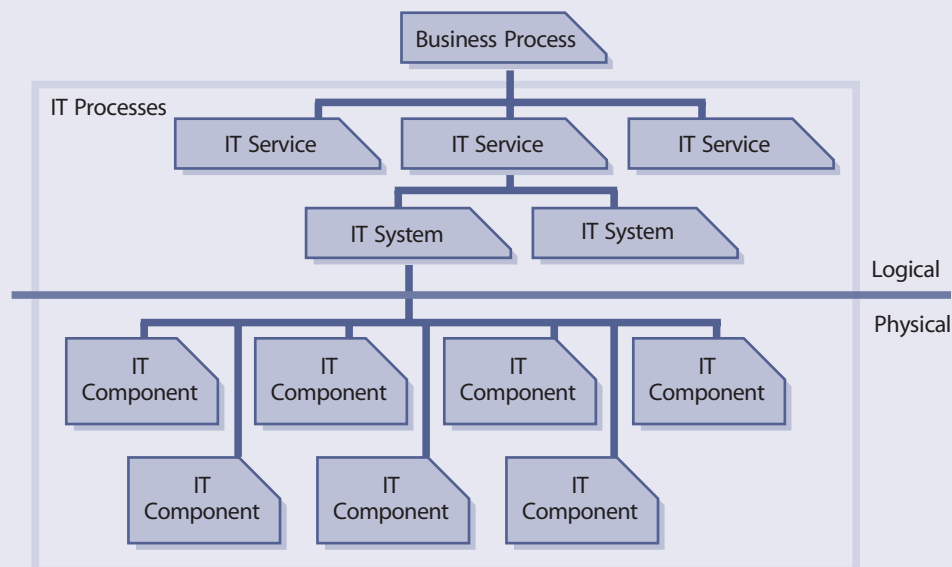 Business Process
IT Processes
IT Service
IT Service
IT Service
IT System
IT System
Logical
Physical
IT
Component
IT
Component
IT
Component
IT
Component
IT
Component
IT
Component
IT
Component